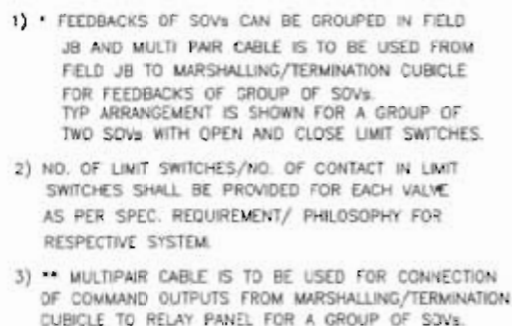 1) * FEEDBACKS OF SOVs CAN BE GROUPED IN FIELD
JB AND MULTI PAIR CABLE IS TO BE USED FROM
FIELD JB TO MARSHALLING/TERMINATION CUBICLE
FOR FEEDBACKS OF GROUP OF SOVs.
TYP ARRANGEMENT IS SHOWN FOR A GROUP OF
TWO SOVs WITH OPEN AND CLOSE LIMIT SWITCHES.
2) NO. OF LIMIT SWITCHES/NO. OF CONTACT IN LIMIT
SWITCHES SHALL BE PROVIDED FOR EACH VALVE
AS PER SPEC. REQUIREMENT/ PHILOSOPHY FOR
RESPECTIVE SYSTEM.
3) ** MULTIPAIR CABLE IS TO BE USED FOR CONNECTION
OF COMMAND OUTPUTS FROM MARSHALLING/TERMINATION
CUBICLE TO RELAY PANEL FOR A GROUP OF SOVs.